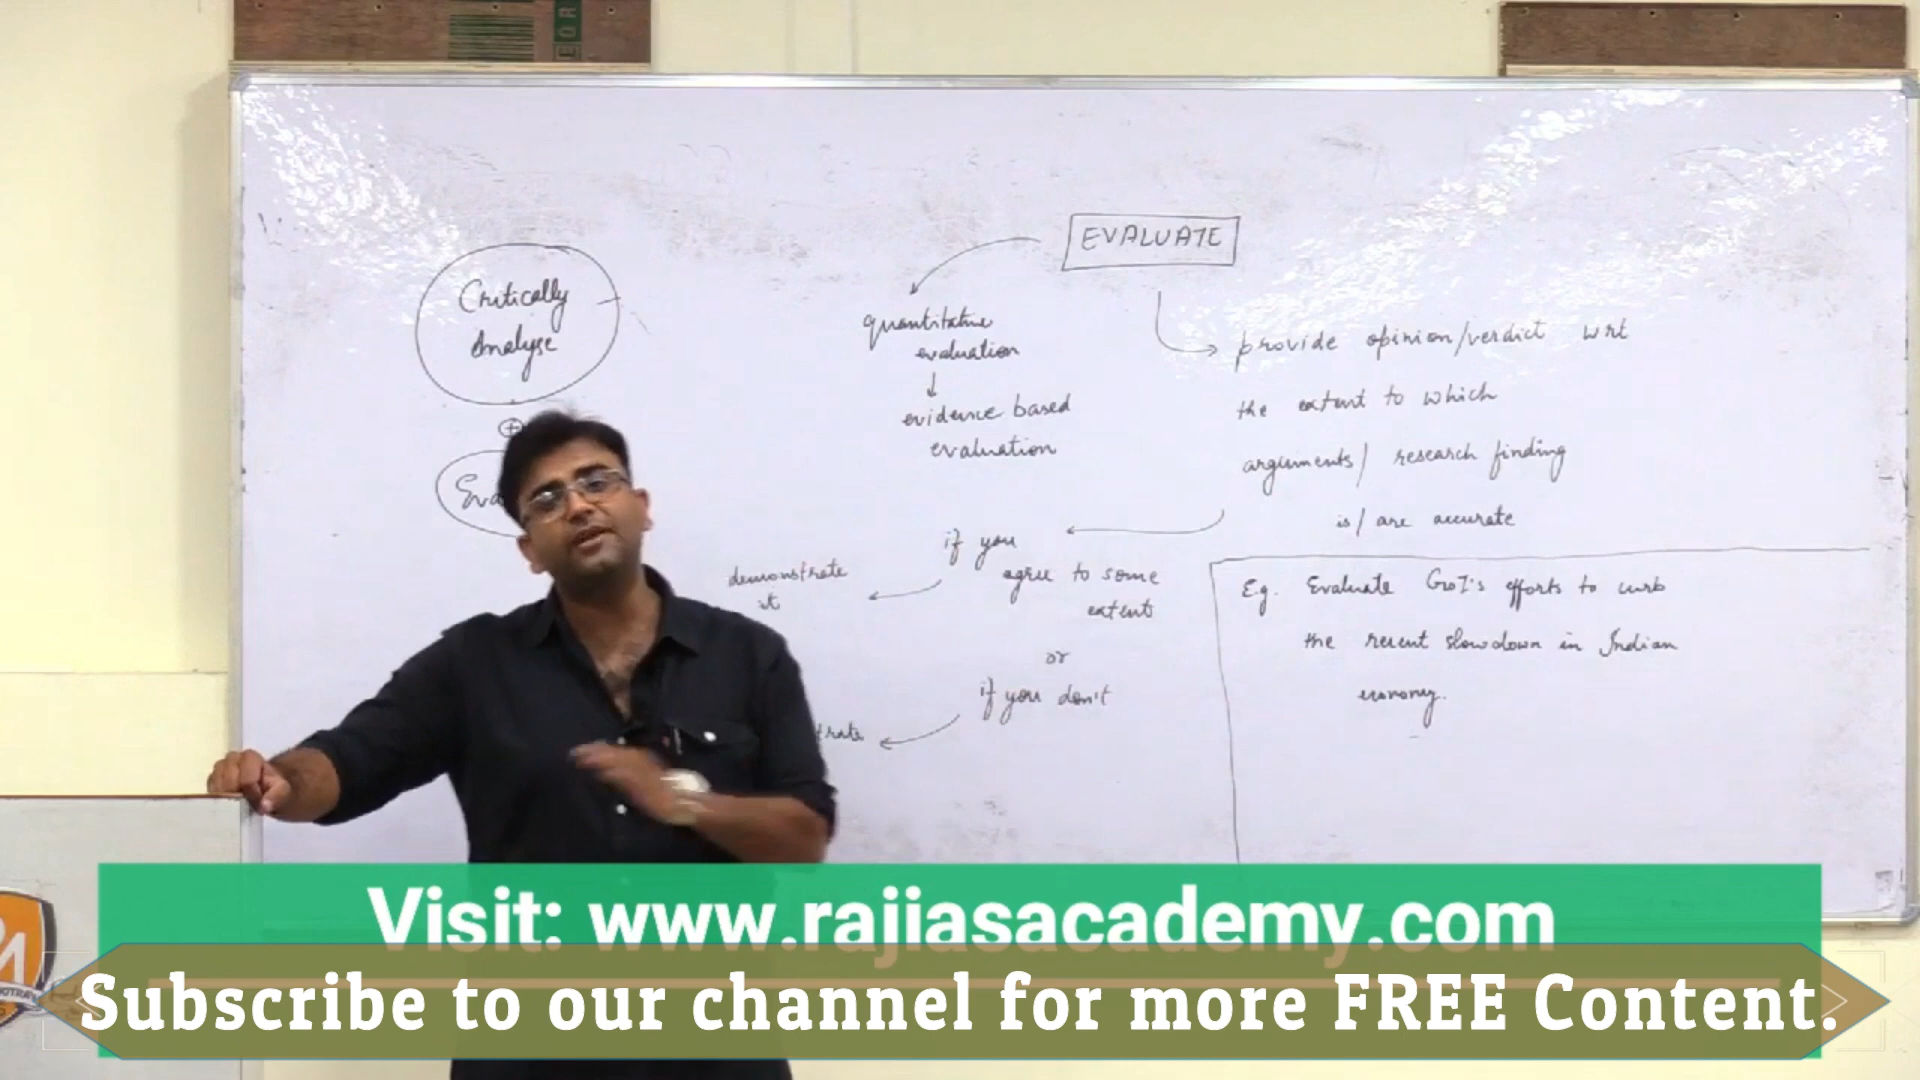 EOR
EVALUATE
Critically
Analyse
quantitative
evaluation
evidence based
evaluation
provide opinion/verdict wrt
the extent to which
arguments/ research finding
is/ are accurate
if you
agree to some
extent
demonstrate
it
or
if you don't
trate
Eva
E.g. Evaluate GoI's efforts to curb
the recent slowdown in Indian
economy.
Visit: www.rajiasacademy.com
Subscribe to our channel for more FREE Content.